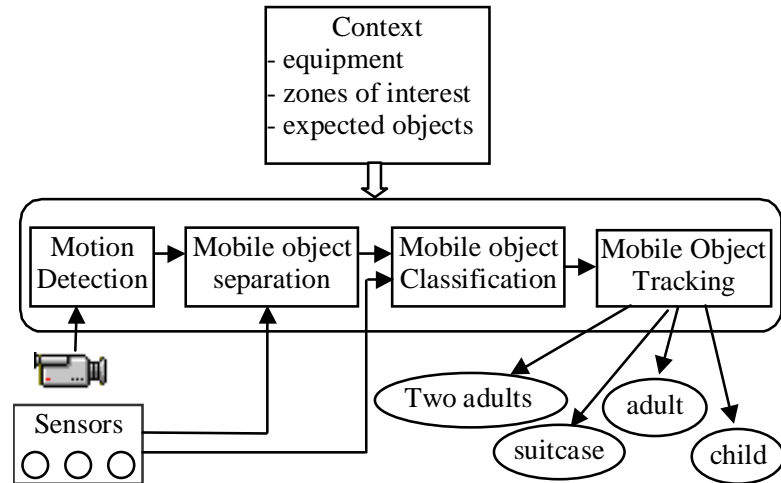 Context
- equipment
- zones of interest
- expected objects
Motion
Detection
Mobile object
separation
Mobile object
Classification
Mobile Object
Tracking
Sensors
Two adults
suitcase
adult
child